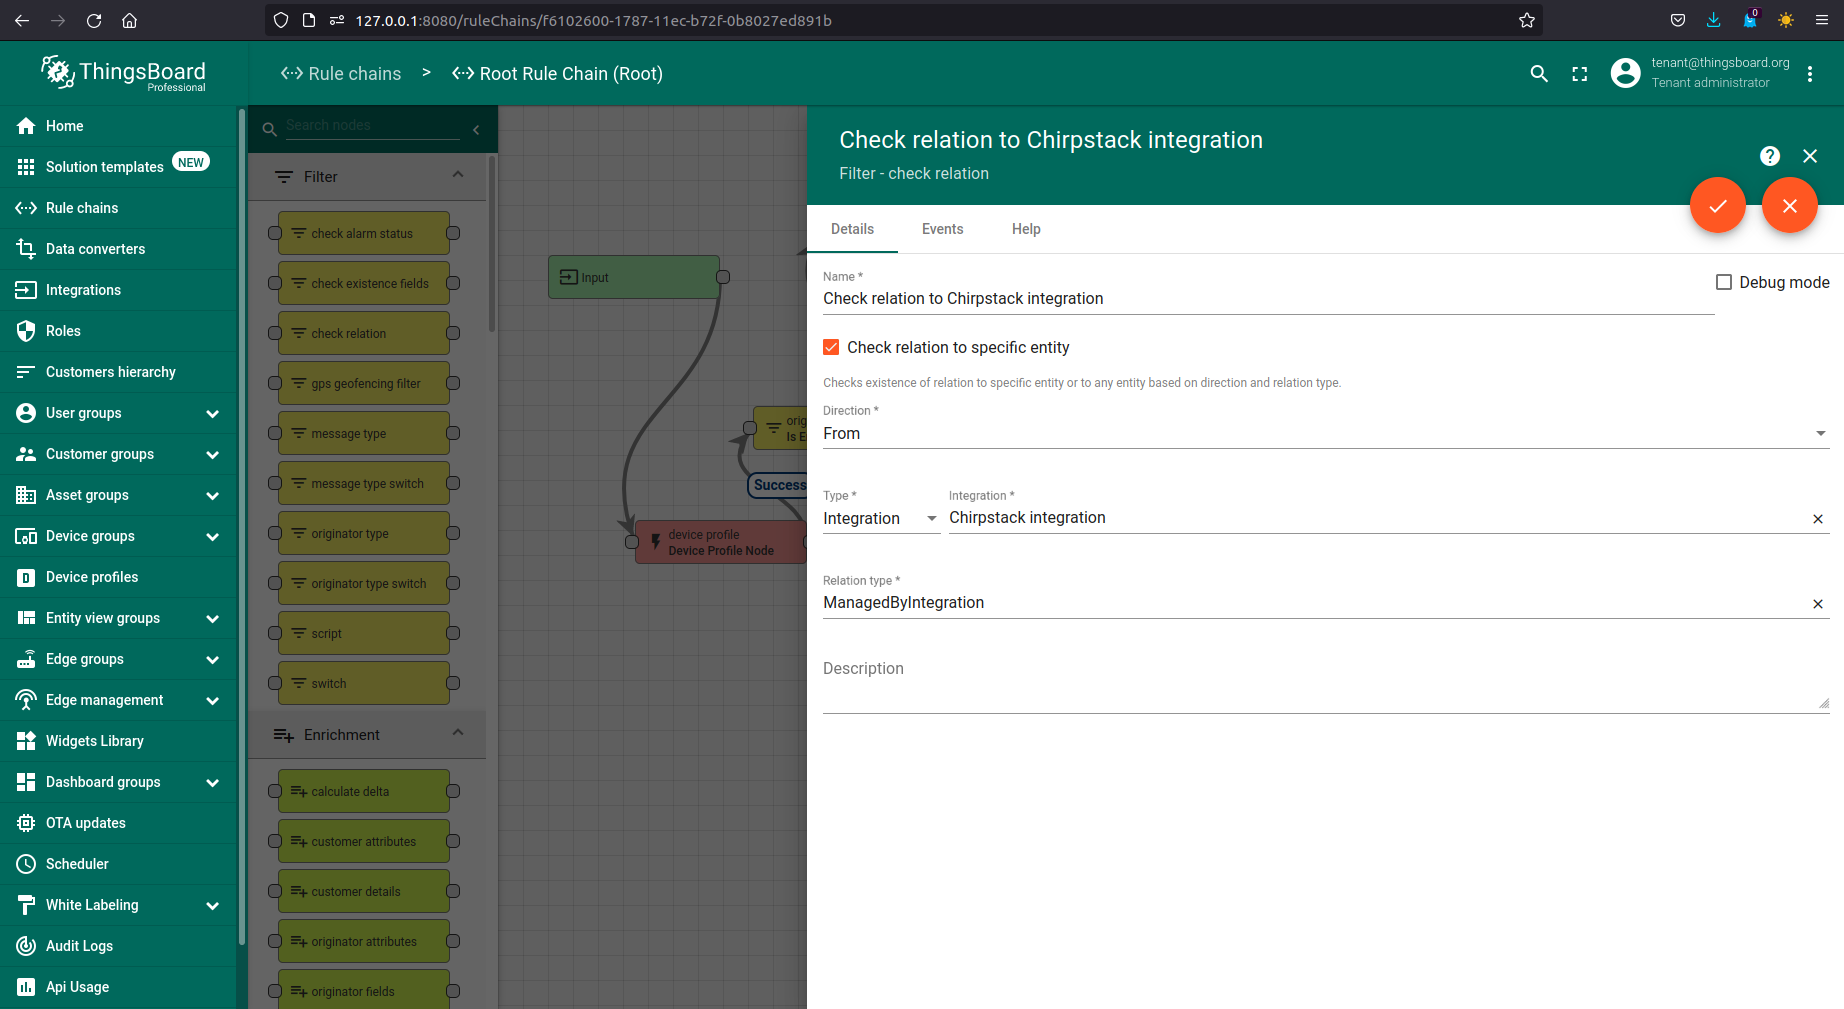 127.0.0.1:8080/ruleChains/f6102600-1787-11ec-b72f-0b8027ed891b
0
ThingsBoard
Professional
Rule chains > Root Rule Chain (Root)
tenant@thingsboard.org
Tenant administrator
Home
Solution templates NEW
Rule chains
Data converters
Integrations
Roles
Customers hierarchy
User groups
Customer groups
Asset groups
Device groups
Device profiles
Entity view groups
Edge groups
Edge management
Widgets Library
Dashboard groups
OTA updates
Scheduler
White Labeling
Audit Logs
Api Usage
Search nodes
Filter
check alarm status
check existence fields
check relation
gps geofencing filter
message type
message type switch
originator type
originator type switch
script
switch
Enrichment
calculate delta
customer attributes
customer details
originator attributes
originator fields
Input
orig
Is E
Success
device profile
Device Profile Node
Check relation to Chirpstack integration
Filter - check relation
Details Events Help
Name *
Check relation to Chirpstack integration
Debug mode
Check relation to specific entity
Checks existence of relation to specific entity or to any entity based on direction and relation type.
Direction *
From
Type * Integration *
Integration Chirpstack integration
Relation type *
ManagedByIntegration
Description